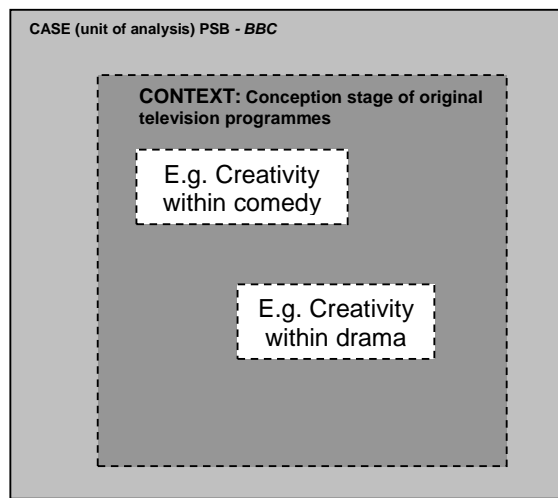 CASE (unit of analysis) PSB - BBC
CONTEXT: Conception stage of original
television programmes
E.g. Creativity
within comedy
E.g. Creativity
within drama